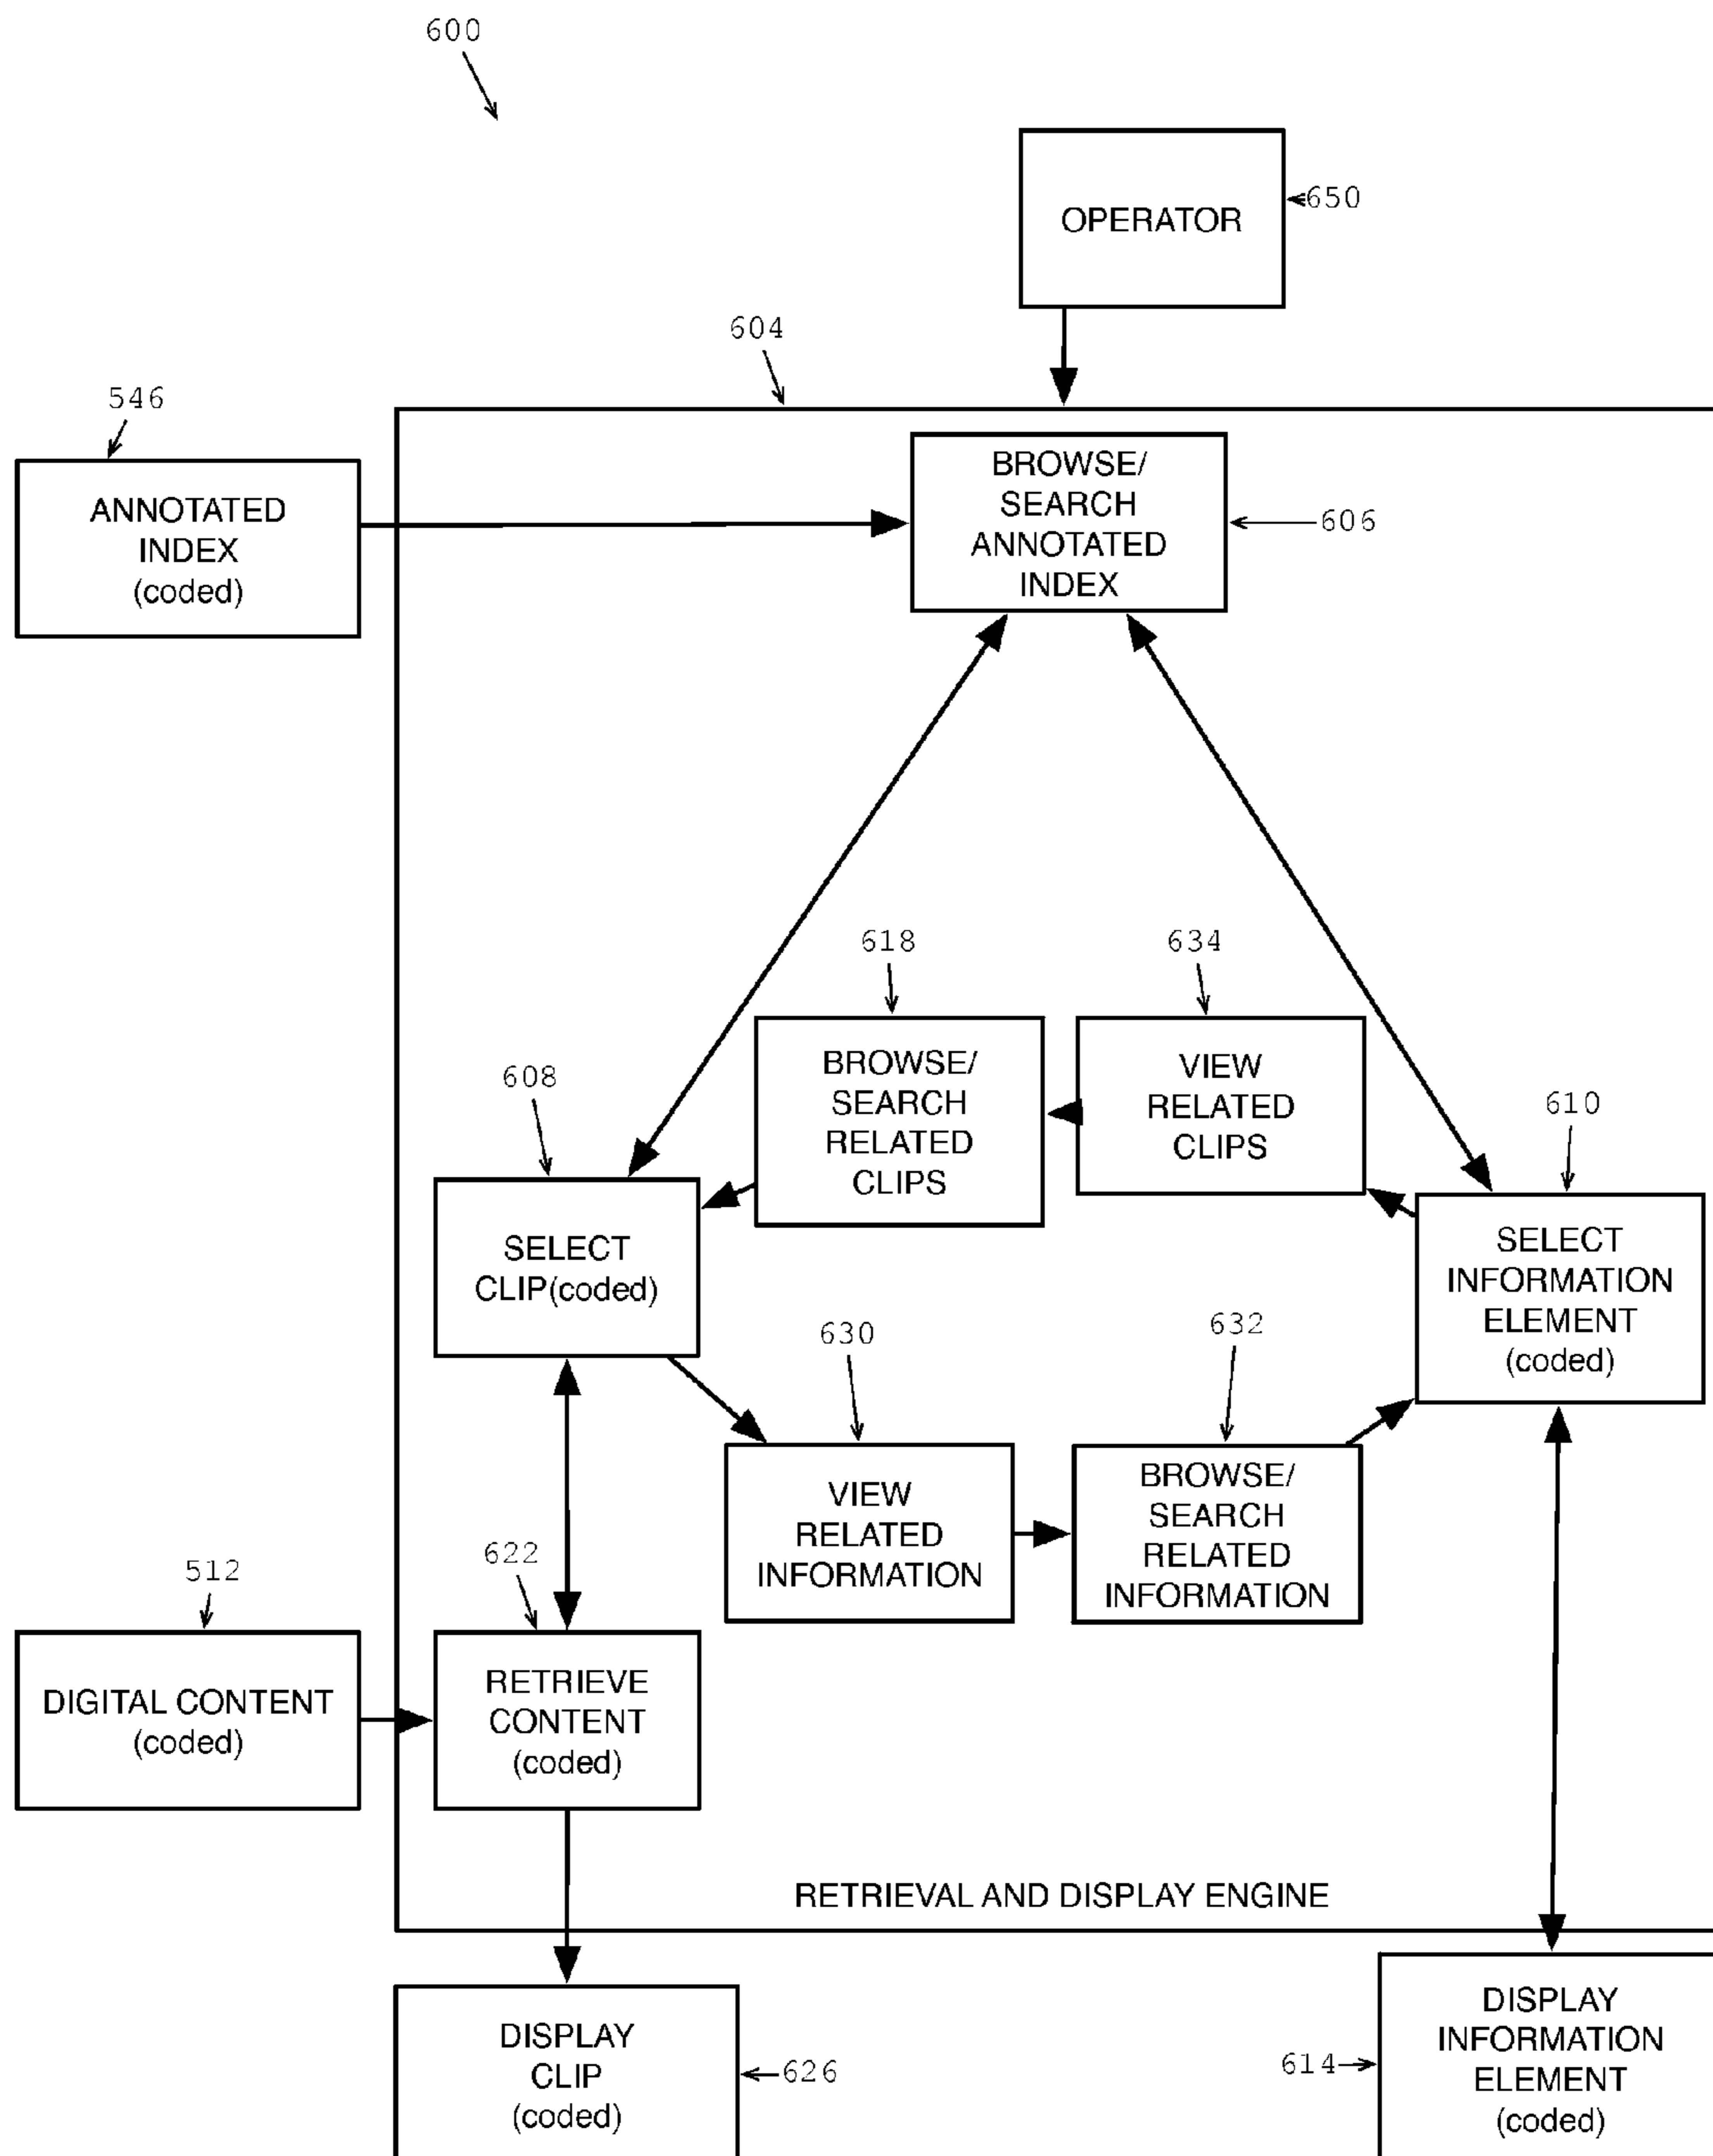 600
650
OPERATOR
604
546
ANNOTATED
INDEX
(coded)
BROWSE/
SEARCH
ANNOTATED
INDEX
606
618
634
BROWSE/
SEARCH
RELATED
CLIPS
VIEW
RELATED
CLIPS
608
610
SELECT
CLIP(coded)
SELECT
INFORMATION
ELEMENT
(coded)
630
632
VIEW
RELATED
INFORMATION
BROWSE/
SEARCH
RELATED
INFORMATION
622
512
DIGITAL CONTENT
(coded)
RETRIEVE
CONTENT
(coded)
RETRIEVAL AND DISPLAY ENGINE
DISPLAY
CLIP
(coded)
626
614
DISPLAY
INFORMATION
ELEMENT
(coded)